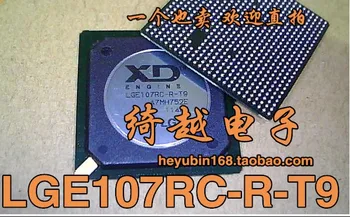 一个也卖 欢迎直拍
XD
ENGINE
LGE107RC-R-T9
绮越电子
heyubin168.taobao.com
LGE107RC-R-T9